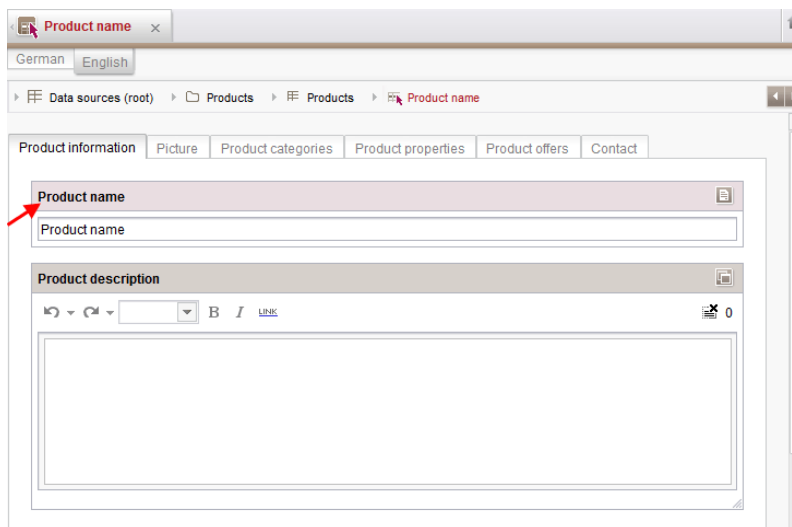 Product name
German English
Data sources (root) Products Products Product name
Product information Picture Product categories Product properties Product offers Contact
Product name
Product name
Product description
B I LINK 0